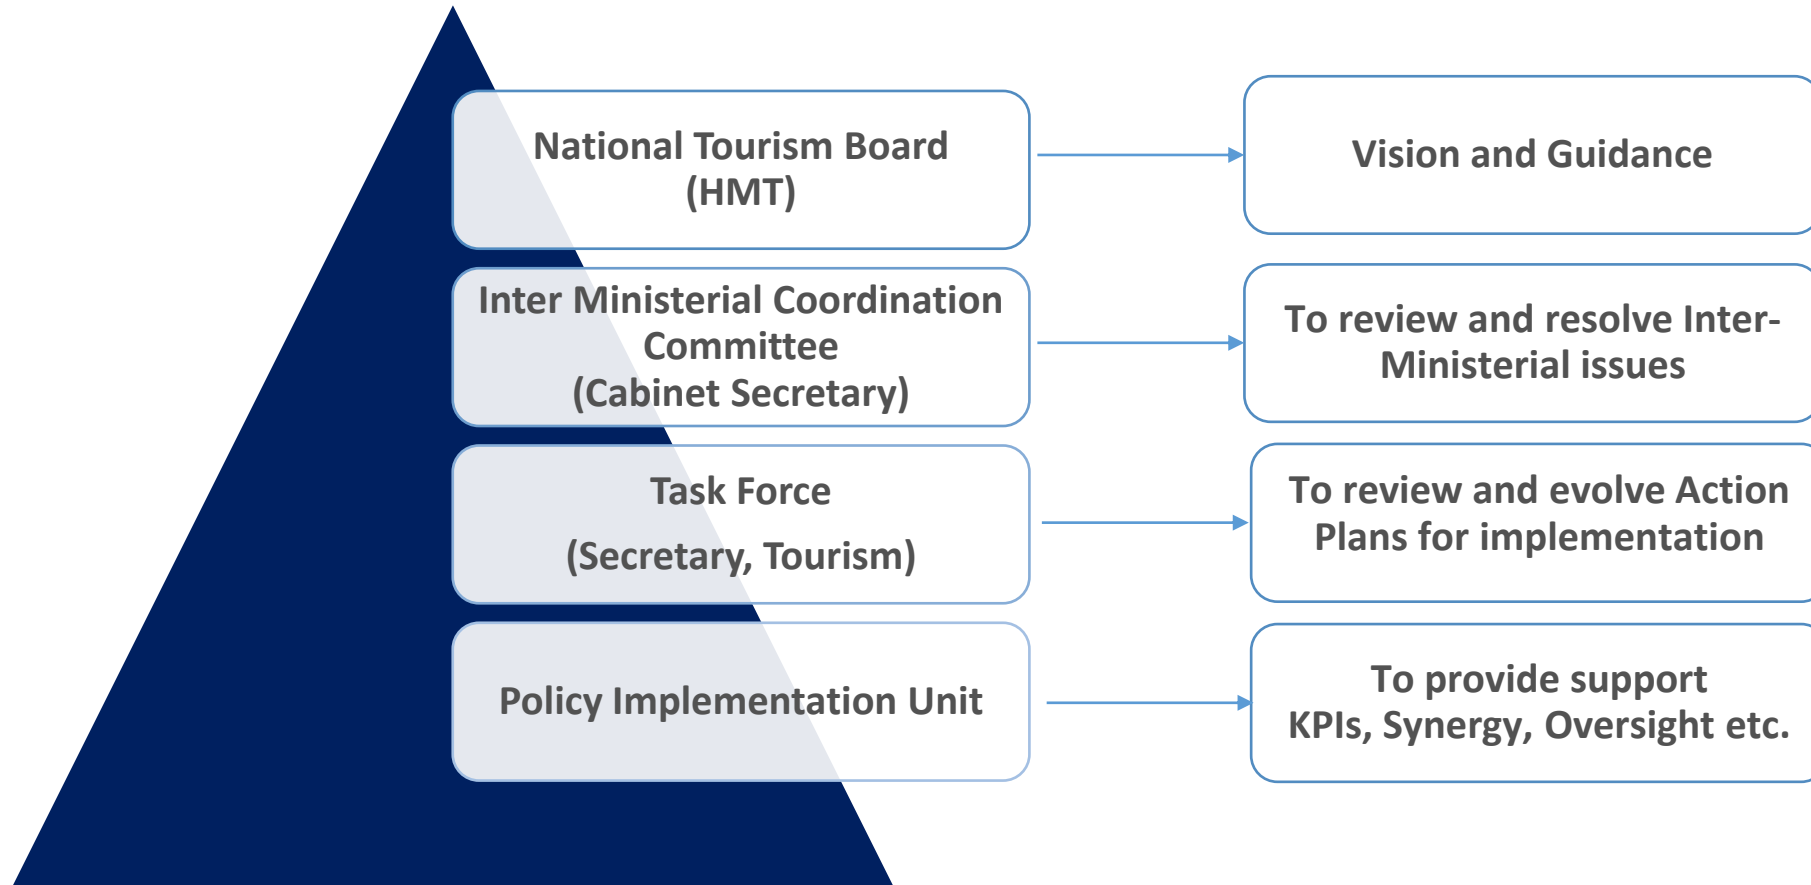 National Tourism Board
(HMT)
Vision and Guidance
Inter Ministerial Coordination
Committee
(Cabinet Secretary)
To review and resolve Inter-
Ministerial issues
Task Force
(Secretary, Tourism)
To review and evolve Action
Plans for implementation
Policy Implementation Unit
To provide support
KPIs, Synergy, Oversight etc.